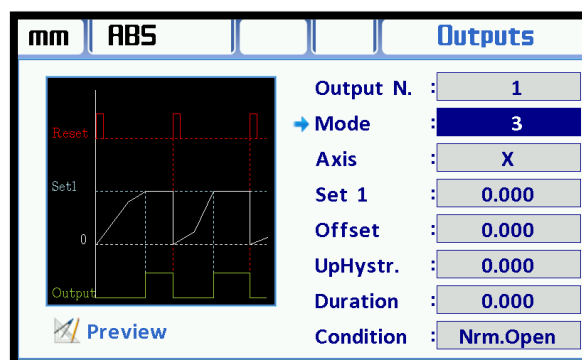 mm ABS Outputs
Output N. : 1
Mode : 3
Axis : X
Set 1 : 0.000
Offset : 0.000
UpHystr. : 0.000
Duration : 0.000
Condition : Nrm.Open
Reset
Set1
0
Output
Preview